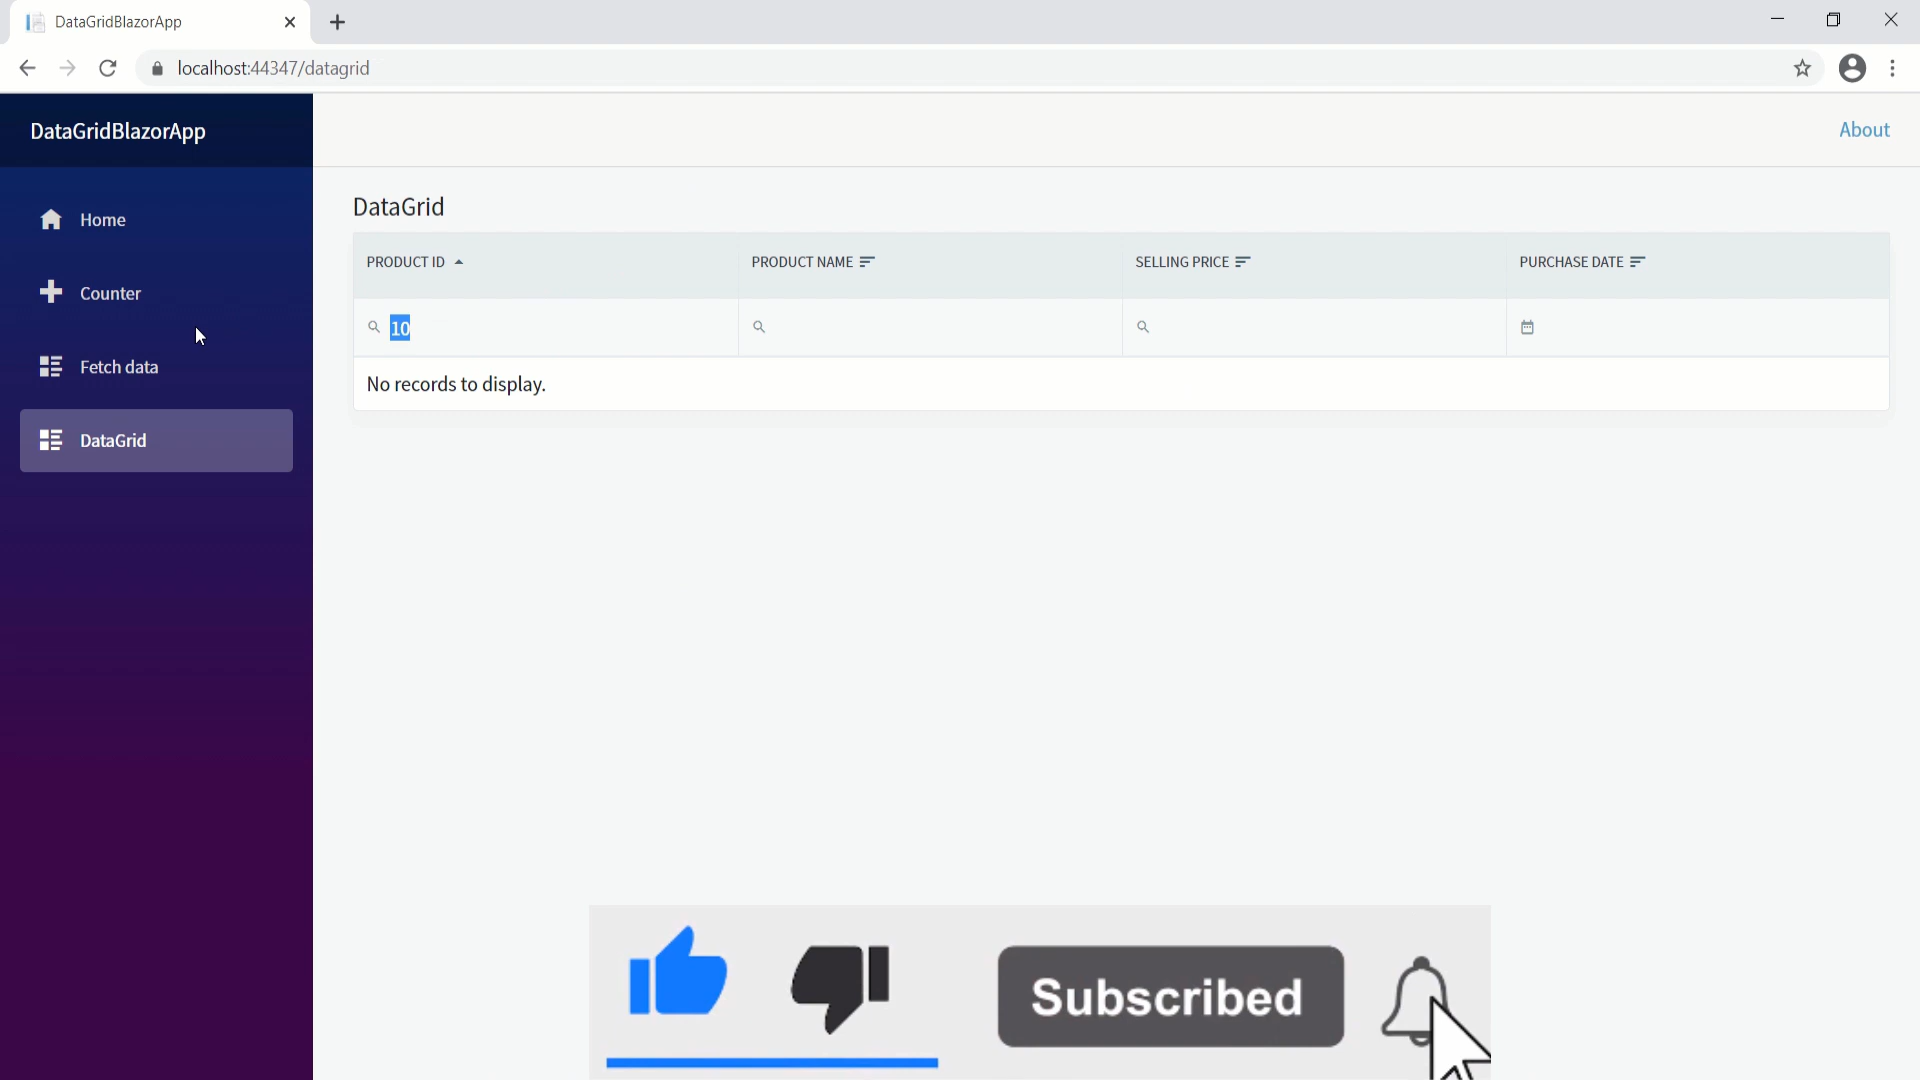 DataGridBlazorApp
localhost:44347/datagrid
DataGridBlazorApp
About
Home
Counter
Fetch data
DataGrid
DataGrid
PRODUCT ID PRODUCT NAME SELLING PRICE PURCHASE DATE
10
No records to display.
Subscribed